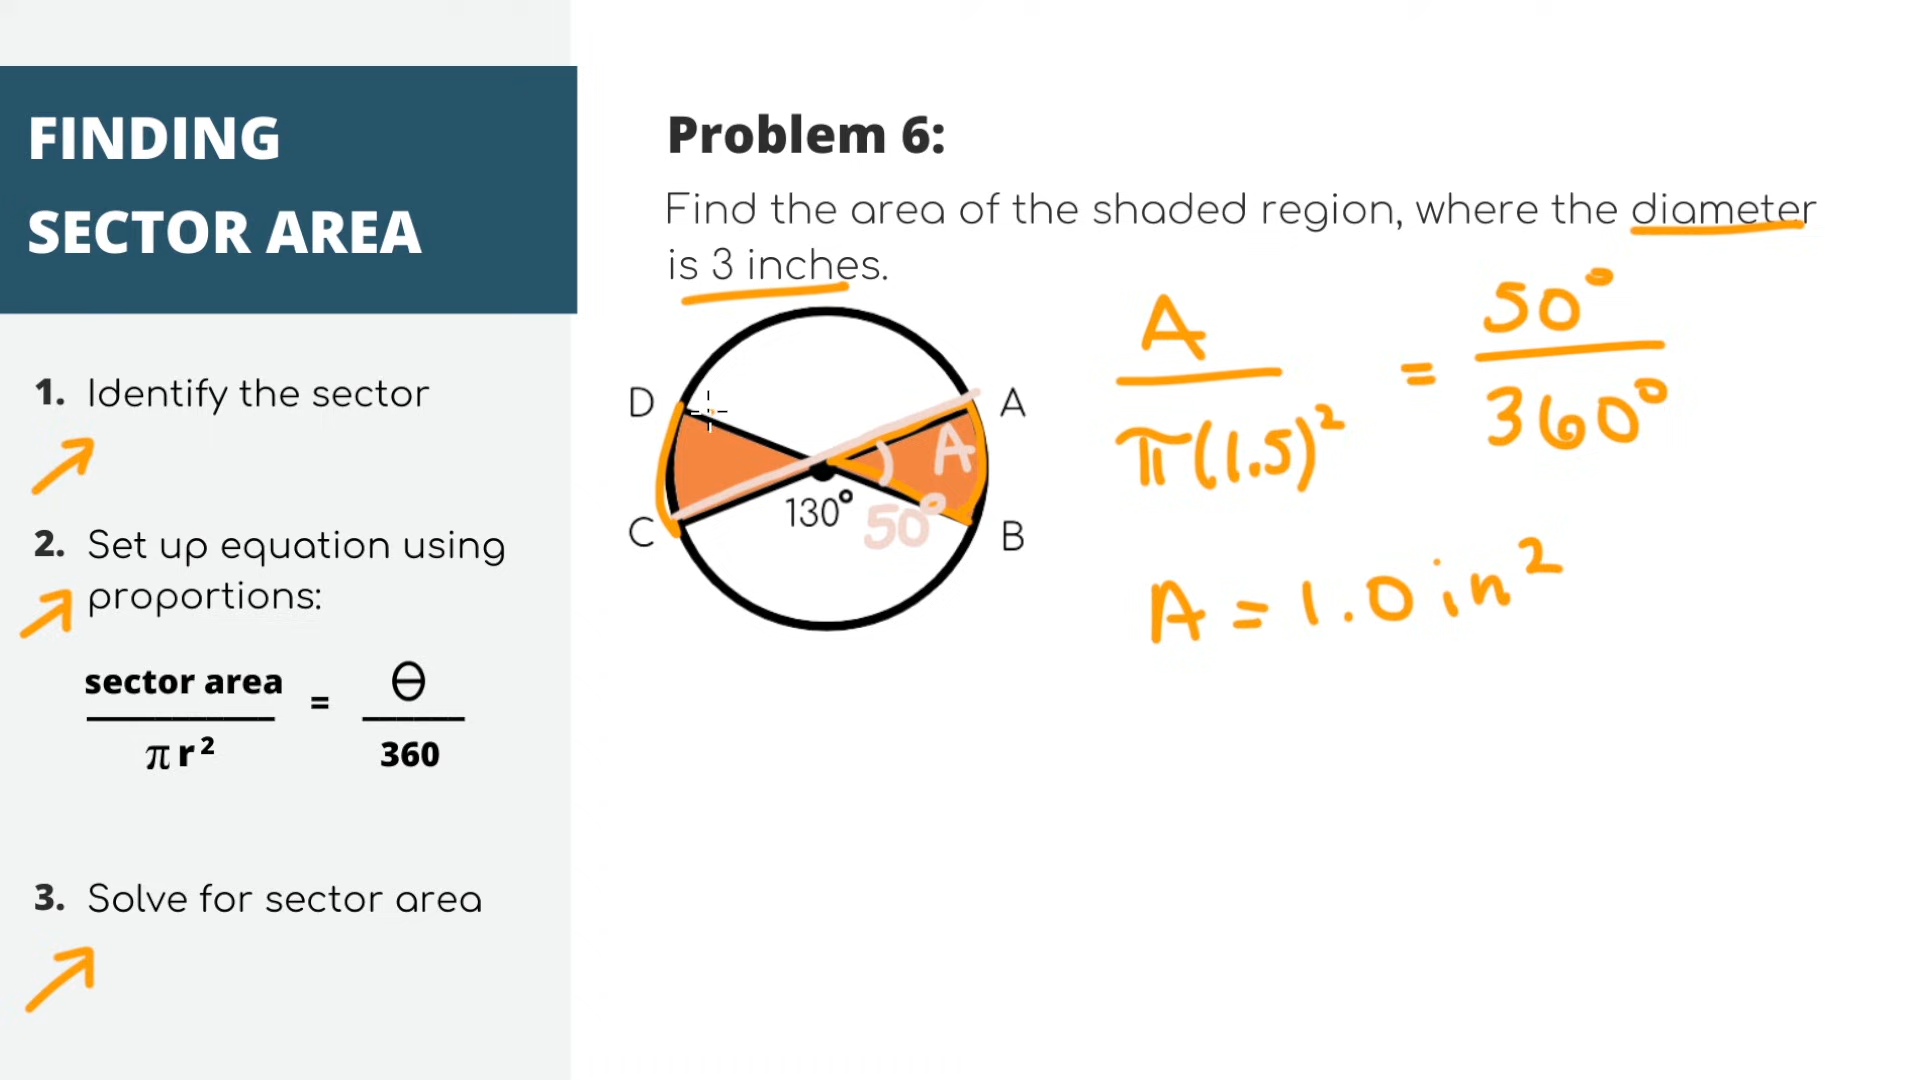 FINDING
SECTOR AREA
1. Identify the sector
2. Set up equation using
proportions:
sector area = θ
πr² 360
3. Solve for sector area
Problem 6:
Find the area of the shaded region, where the diameter
is 3 inches.
D A
A
130° 50°
C B
A = 50°
π(1.5)² 360°
A = 1.0 in²